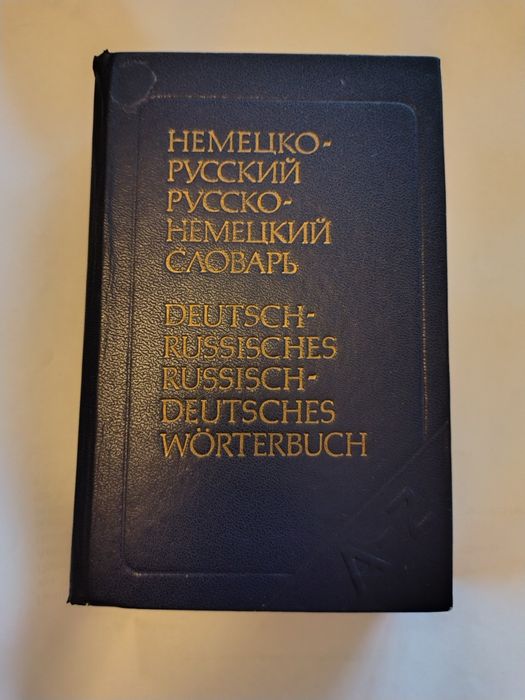 НЕМЕЦКО-
РУССКИЙ
РУССКО-
НЕМЕЦКИЙ
СЛОВАРЬ
DEUTSCH-
RUSSISCHES
RUSSISCH-
DEUTSCHES
WÖRTERBUCH
A-Z